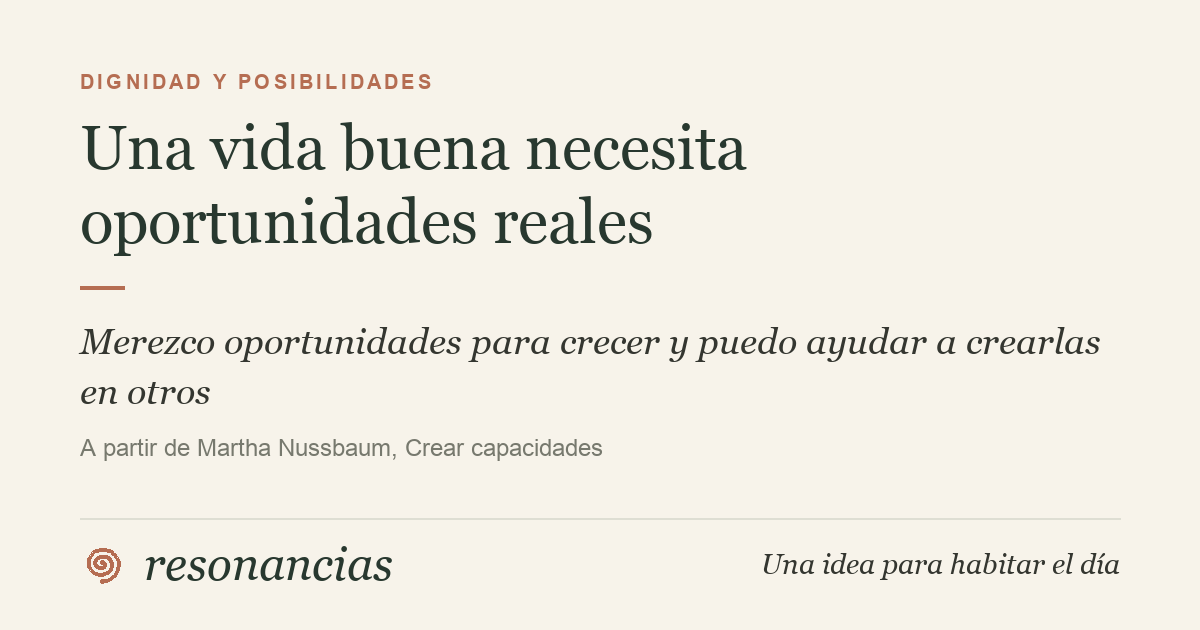 DIGNIDAD Y POSIBILIDADES
Una vida buena necesita
oportunidades reales
Merezco oportunidades para crecer y puedo ayudar a crearlas
en otros
A partir de Martha Nussbaum, Crear capacidades
resonancias
Una idea para habitar el día